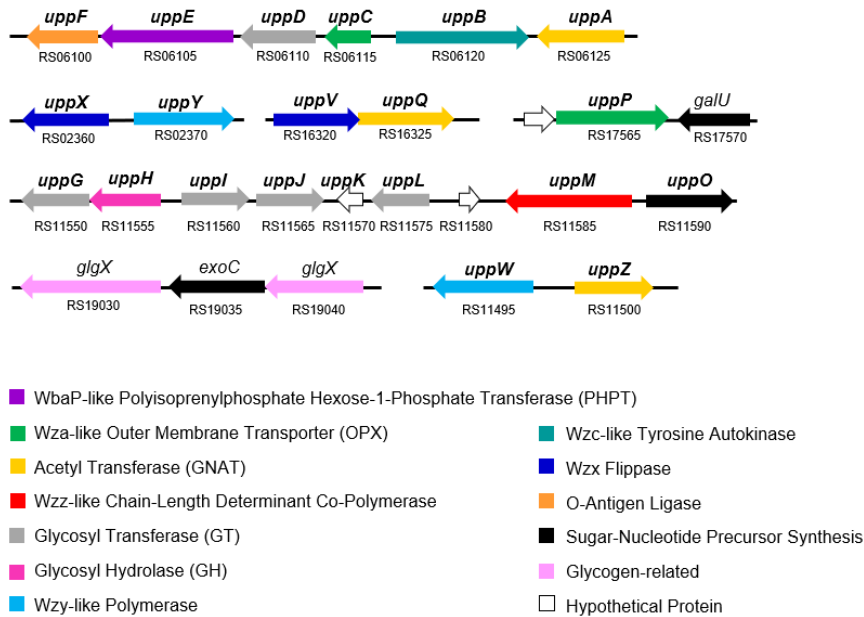 uppF uppE uppD uppC uppB uppA
RS06100 RS06105 RS06110 RS06115 RS06120 RS06125
uppX uppY uppV uppQ uppP galU
RS02360 RS02370 RS16320 RS16325 RS17565 RS17570
uppG uppH uppI uppJ uppK uppL uppM uppO
RS11550 RS11555 RS11560 RS11565 RS11570 RS11575 RS11580 RS11585 RS11590
glgX exoC glgX uppW uppZ
RS19030 RS19035 RS19040 RS11495 RS11500
WbaP-like Polyisoprenylphosphate Hexose-1-Phosphate Transferase (PHPT)
Wza-like Outer Membrane Transporter (OPX)
Acetyl Transferase (GNAT)
Wzz-like Chain-Length Determinant Co-Polymerase
Glycosyl Transferase (GT)
Glycosyl Hydrolase (GH)
Wzy-like Polymerase
Wzc-like Tyrosine Autokinase
Wzx Flippase
O-Antigen Ligase
Sugar-Nucleotide Precursor Synthesis
Glycogen-related
Hypothetical Protein